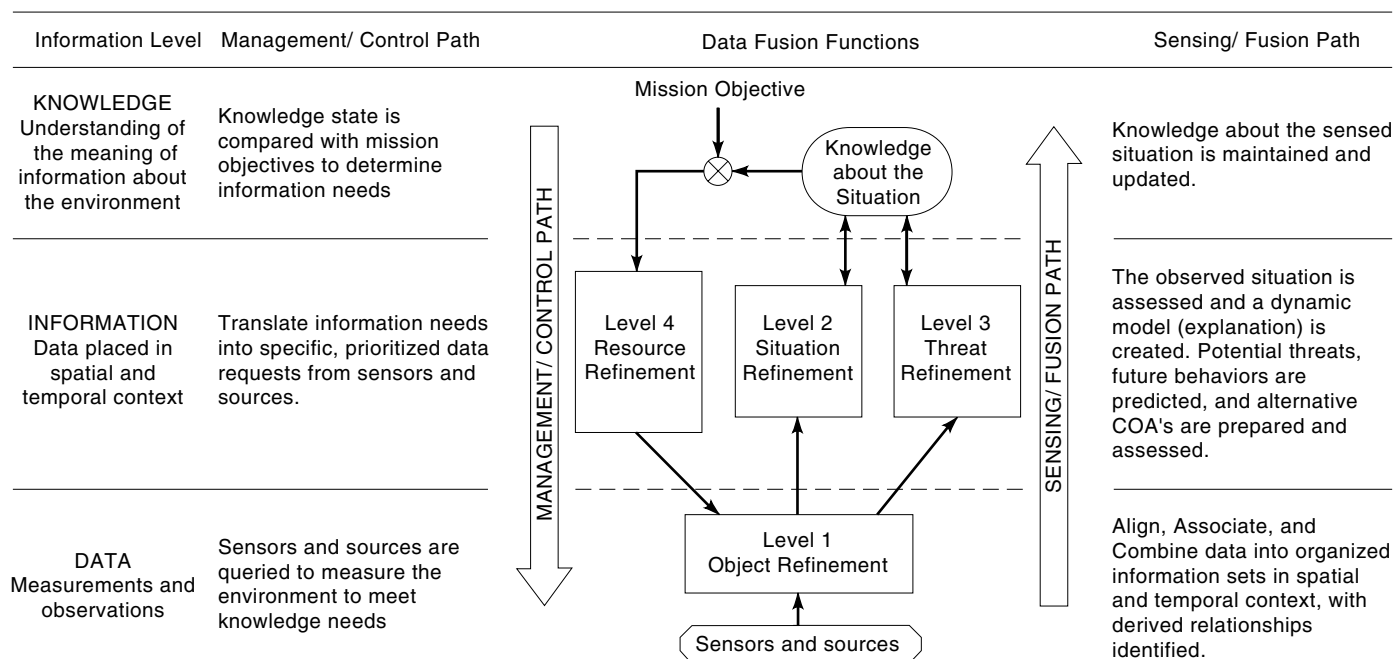 Information Level
Management/ Control Path
Data Fusion Functions
Sensing/ Fusion Path
KNOWLEDGE
Understanding of
the meaning of
information about
the environment
Knowledge state is
compared with mission
objectives to determine
information needs
Mission Objective
Knowledge
about the
Situation
Knowledge about the sensed
situation is maintained and
updated.
MANAGEMENT/ CONTROL PATH
SENSING/ FUSION PATH
INFORMATION
Data placed in
spatial and
temporal context
Translate information needs
into specific, prioritized data
requests from sensors and
sources.
Level 4
Resource
Refinement
Level 2
Situation
Refinement
Level 3
Threat
Refinement
The observed situation is
assessed and a dynamic
model (explanation) is
created. Potential threats,
future behaviors are
predicted, and alternative
COA's are prepared and
assessed.
DATA
Measurements and
observations
Sensors and sources are
queried to measure the
environment to meet
knowledge needs
Level 1
Object Refinement
Sensors and sources
Align, Associate, and
Combine data into organized
information sets in spatial
and temporal context, with
derived relationships
identified.